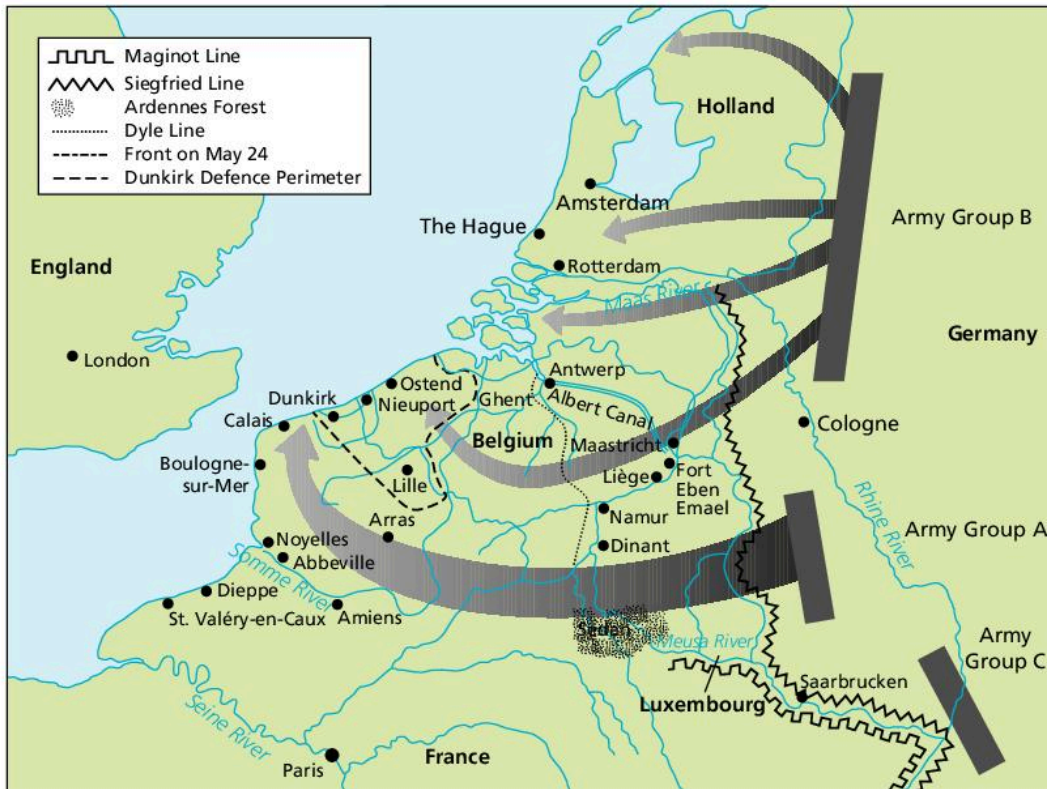 Maginot Line
Siegfried Line
Ardennes Forest
Dyle Line
Front on May 24
Dunkirk Defence Perimeter
Holland
Amsterdam
The Hague
Army Group B
England
Rotterdam
Maas River
Germany
London
Ostend
Antwerp
Dunkirk
Nieuport
Ghent
Albert Canal
Calais
Belgium
Cologne
Maastricht
Boulogne-
sur-Mer
Lille
Liège
Fort
Eben
Emael
Rhine River
Namur
Arras
Army Group A
Noyelles
Dinant
Abbeville
Somme River
Dieppe
St. Valéry-en-Caux
Amiens
Sedan
Meusa River
Army
Group C
Saarbrucken
Luxembourg
Seine River
France
Paris